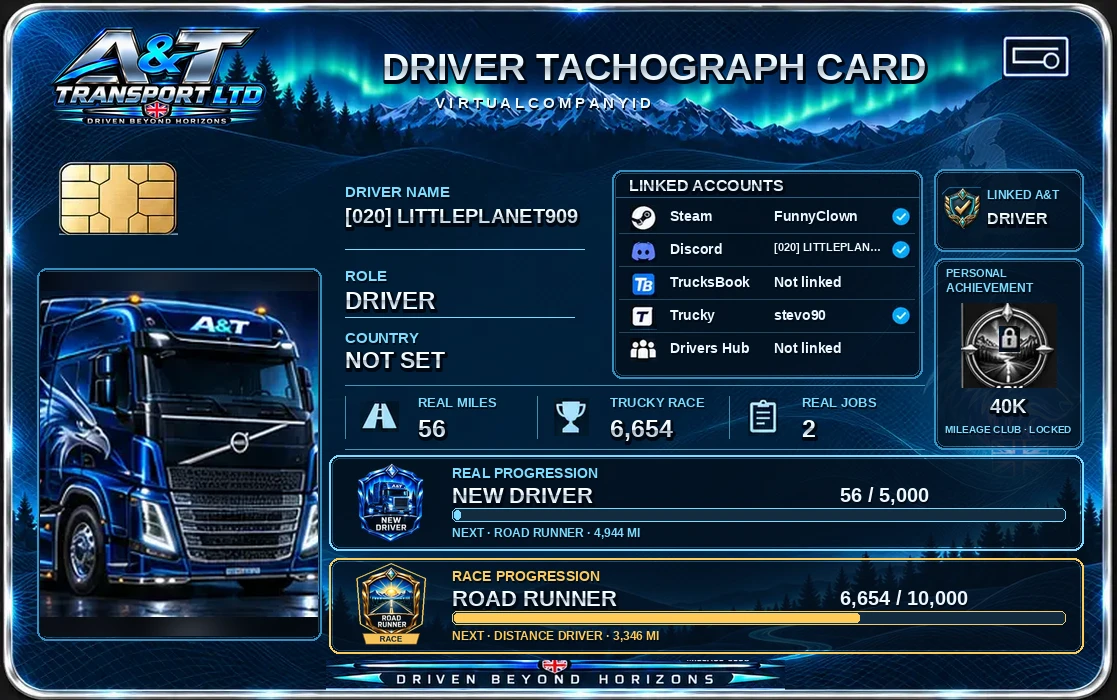 A&T
TRANSPORT LTD
DRIVEN BEYOND HORIZONS
DRIVER TACHOGRAPH CARD
VIRTUALCOMPANYID
DRIVER NAME
[020] LITTLEPLANET909
ROLE
DRIVER
COUNTRY
NOT SET
LINKED ACCOUNTS
Steam FunnyClown
Discord [020] LITTLEPLAN...
TB TrucksBook Not linked
T Trucky stevo90
Drivers Hub Not linked
LINKED A&T
DRIVER
PERSONAL
ACHIEVEMENT
40K
MILEAGE CLUB · LOCKED
A&T
REAL MILES
56
TRUCKY RACE
6,654
REAL JOBS
2
A&T
NEW
DRIVER
REAL PROGRESSION
NEW DRIVER
56 / 5,000
NEXT · ROAD RUNNER · 4,944 MI
ROAD
RUNNER
RACE
RACE PROGRESSION
ROAD RUNNER
6,654 / 10,000
NEXT · DISTANCE DRIVER · 3,346 MI
DRIVEN BEYOND HORIZONS